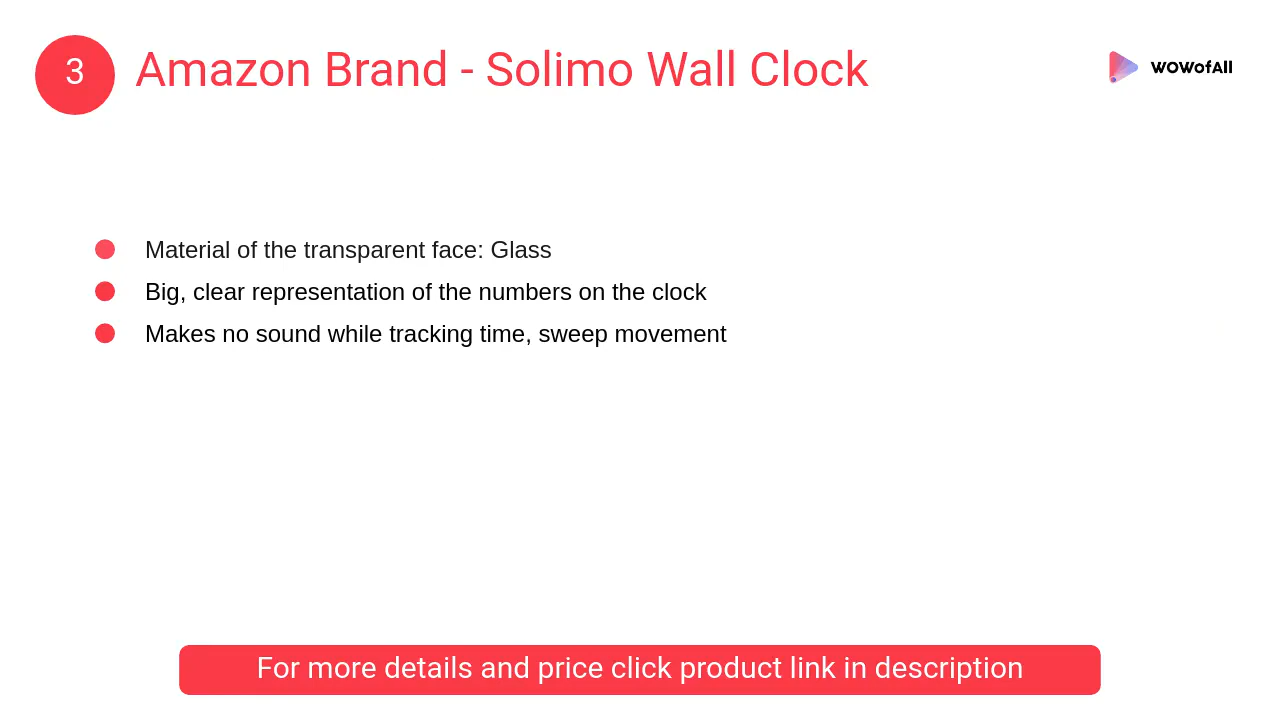 3
Amazon Brand - Solimo Wall Clock
WOWofAll
Material of the transparent face: Glass
Big, clear representation of the numbers on the clock
Makes no sound while tracking time, sweep movement
For more details and price click product link in description